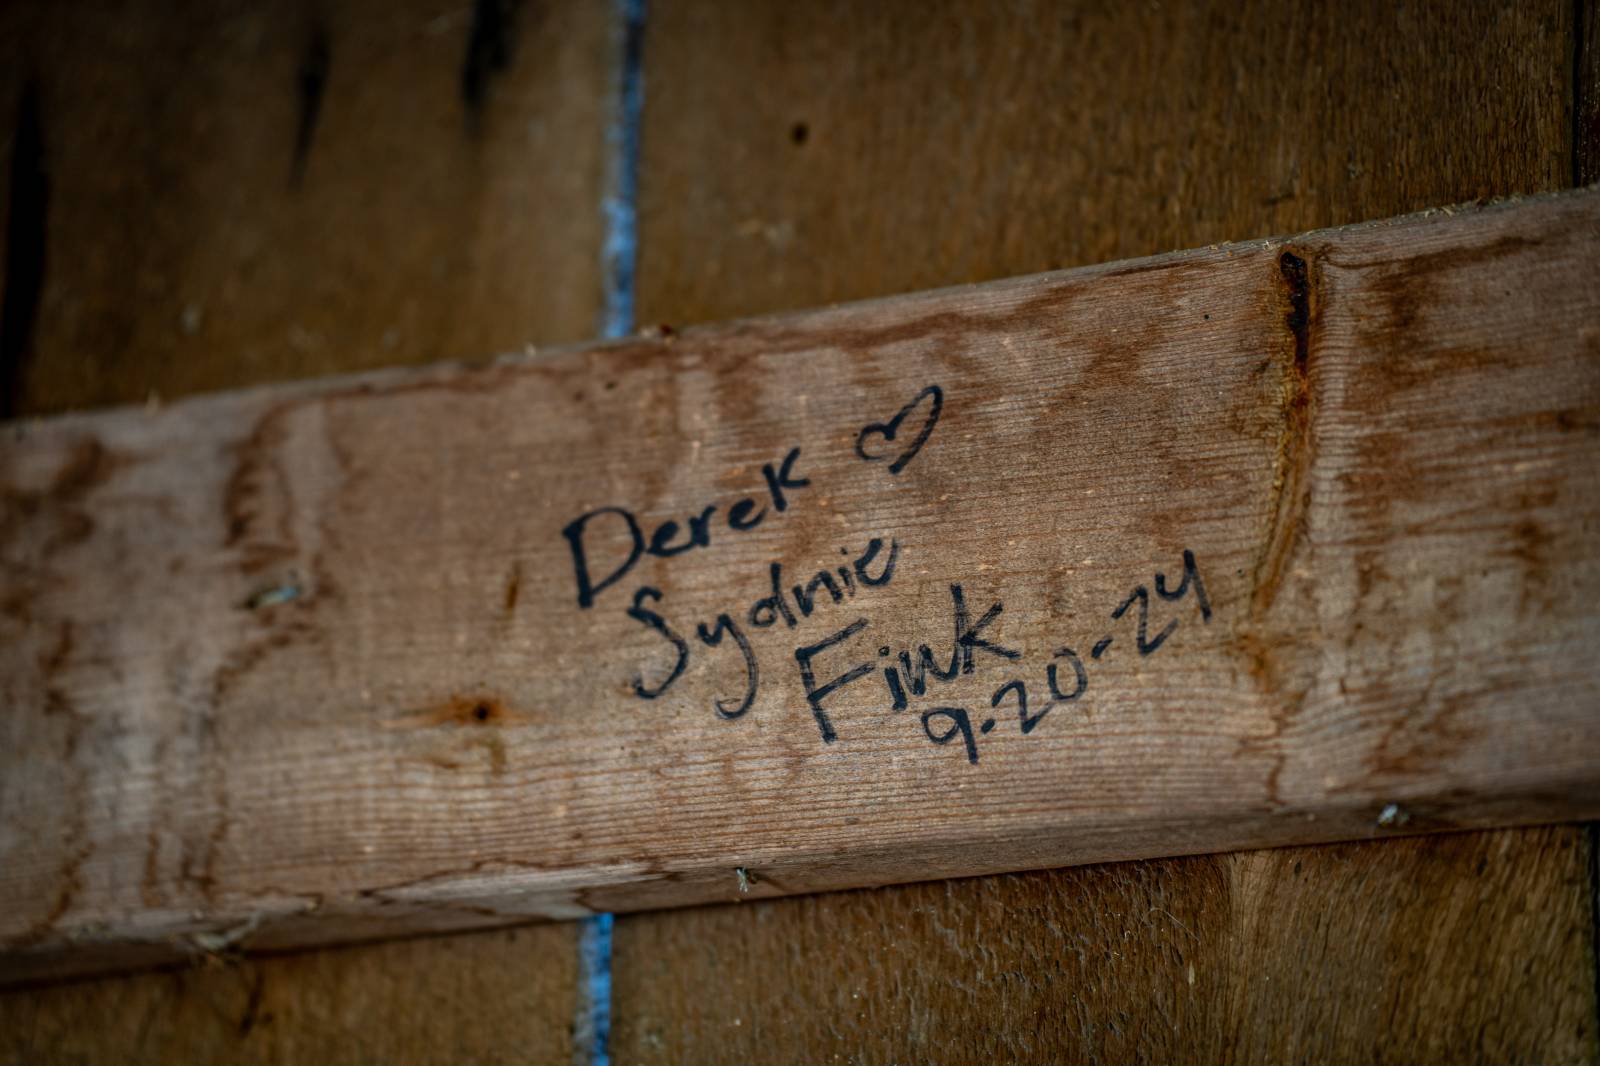 Derek ♡
Sydnie
Fink
9-20-24